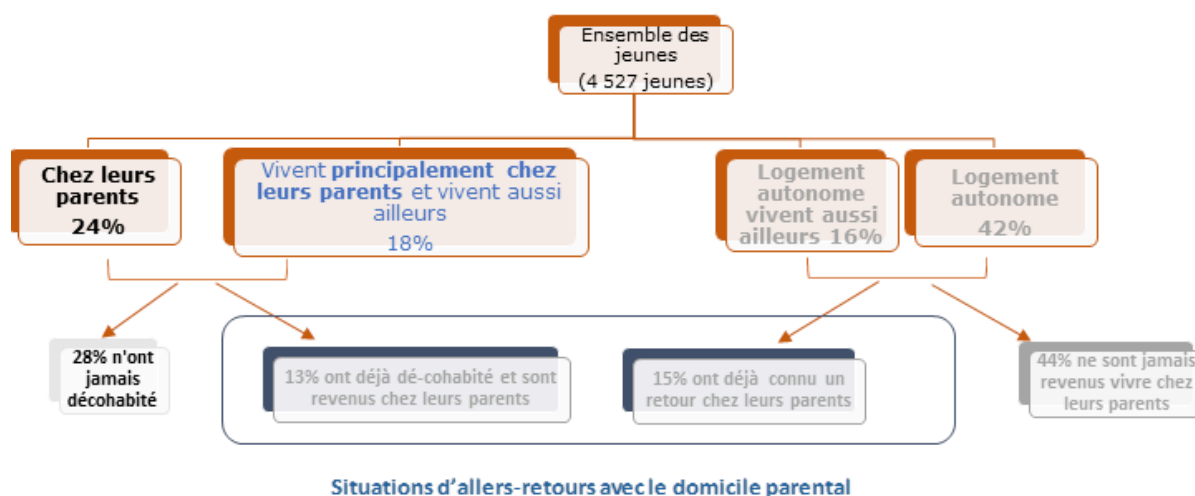 Ensemble des
jeunes
(4 527 jeunes)
Chez leurs
parents
24%
Vivent principalement chez
leurs parents et vivent aussi
ailleurs
18%
Logement
autonome
vivent aussi
ailleurs 16%
Logement
autonome
42%
28% n'ont
jamais
décohabité
13% ont déjà dé-cohabité et sont
revenus chez leurs parents
15% ont déjà connu un
retour chez leurs parents
44% ne sont jamais
revenus vivre chez
leurs parents
Situations d'allers-retours avec le domicile parental